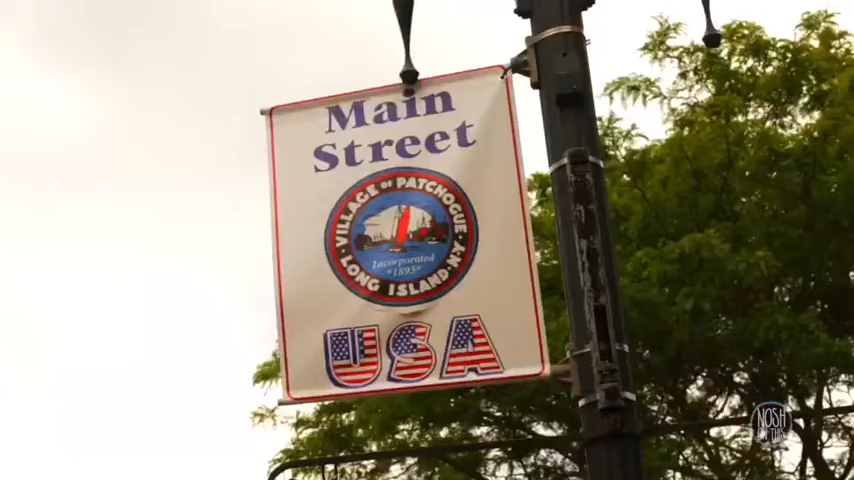 Main
Street
VILLAGE OF PATCHOGUE
Incorporated
1893
LONG ISLAND N.Y.
USA
NOSH
ON THIS